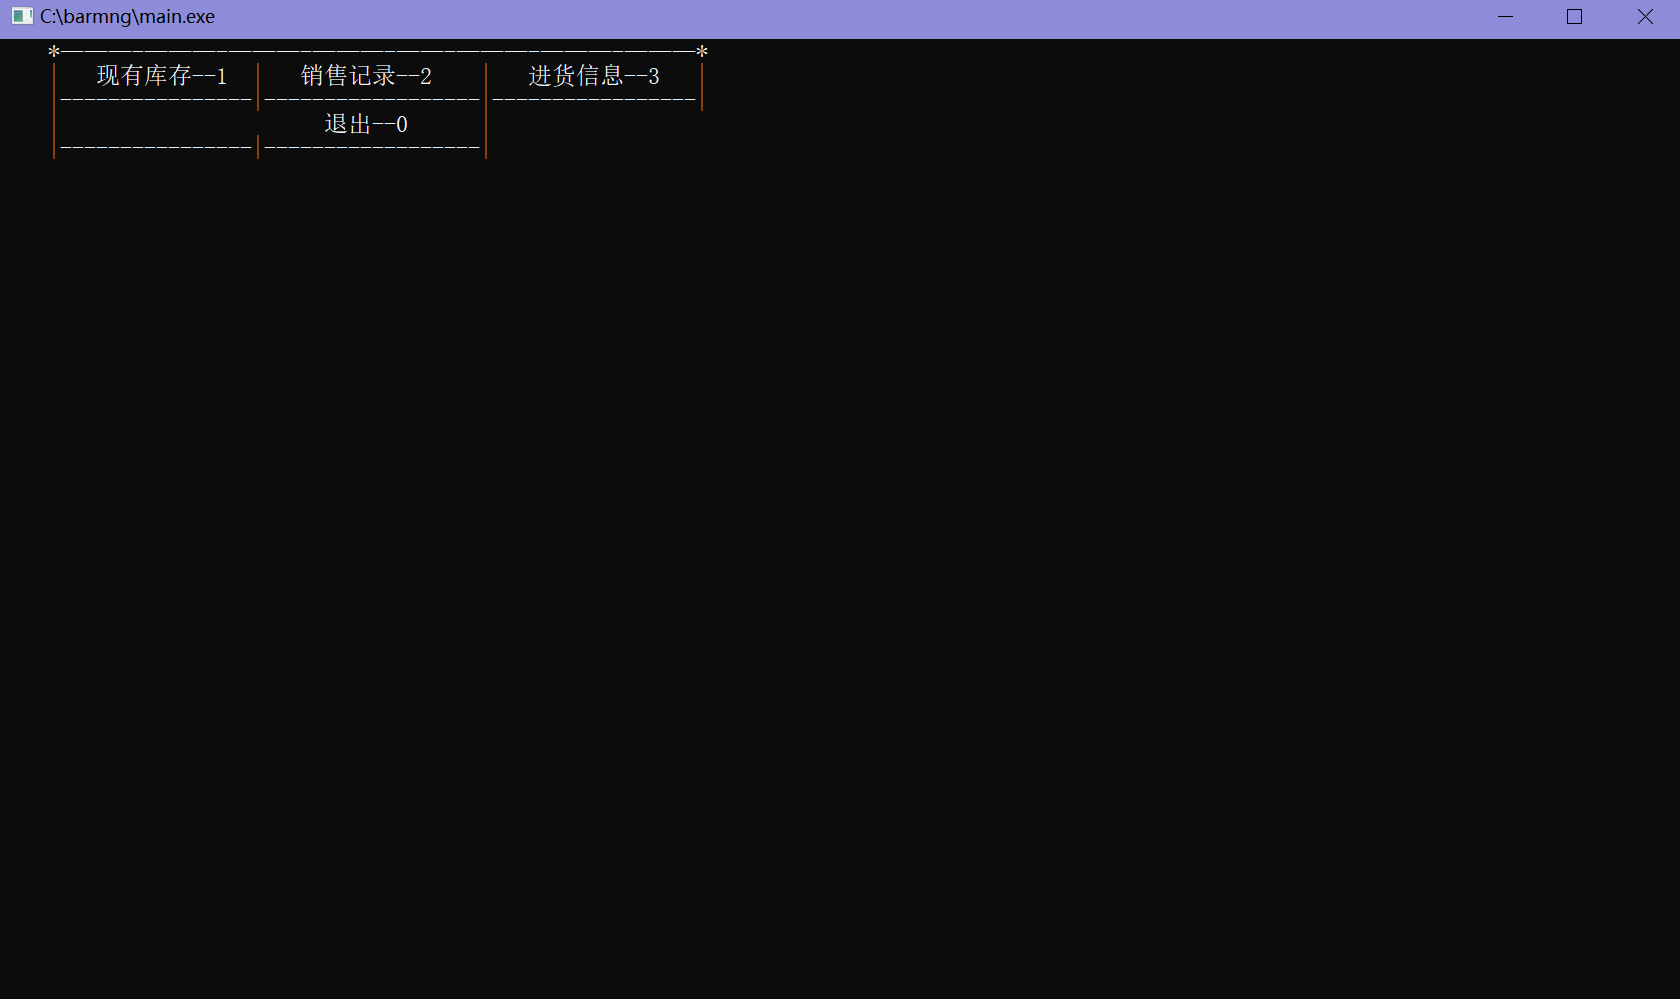 C:\barmng\main.exe
*-----------------------------------------------------*
| 现有库存--1 | 销售记录--2 | 进货信息--3 |
|----------------|------------------|-----------------|
| 退出--0 |
|----------------|------------------|